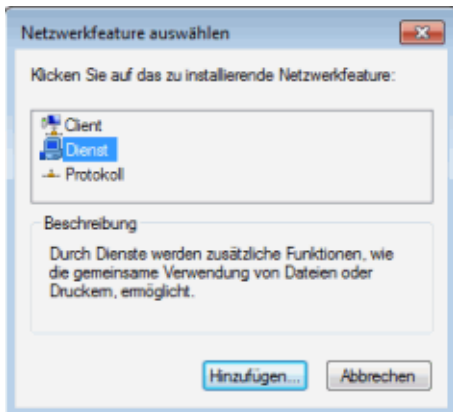 Netzwerkfeature auswählen
Klicken Sie auf das zu installierende Netzwerkfeature:
Client
Dienst
Protokoll
Beschreibung
Durch Dienste werden zusätzliche Funktionen, wie
die gemeinsame Verwendung von Dateien oder
Druckern, ermöglicht.
Hinzufügen...
Abbrechen